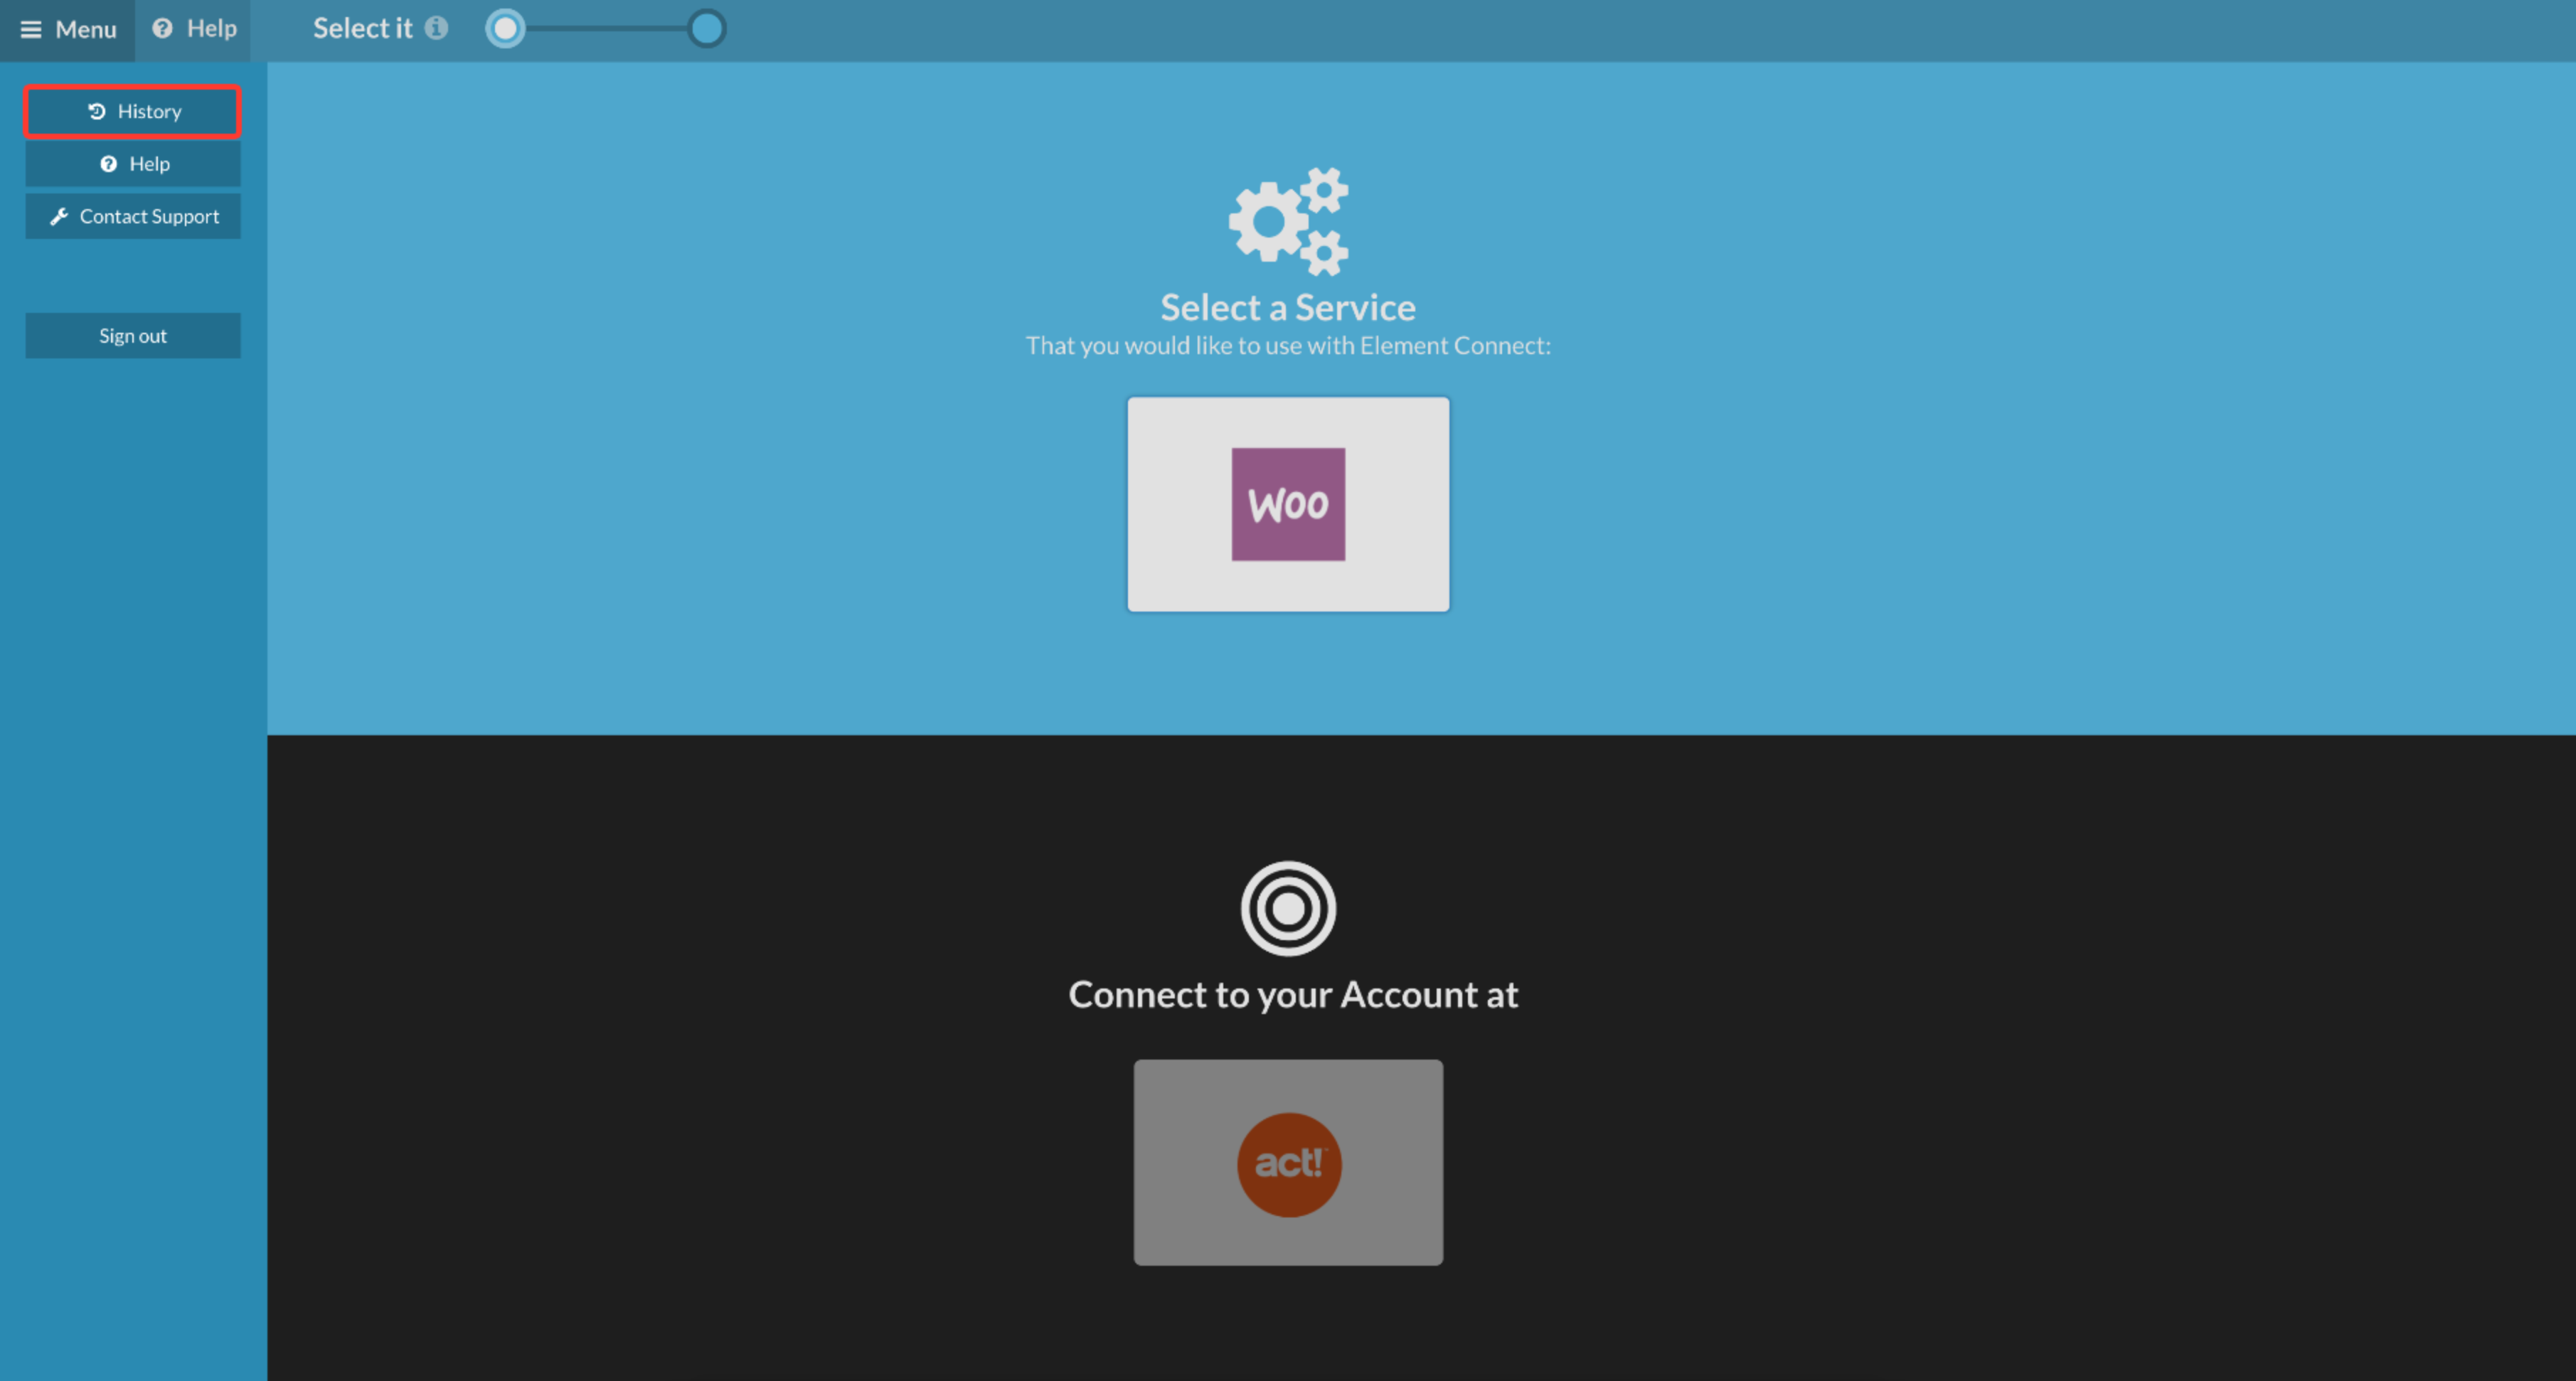 Menu
Help
Select it
History
Help
Contact Support
Sign out
Select a Service
That you would like to use with Element Connect:
Woo
Connect to your Account at
act!